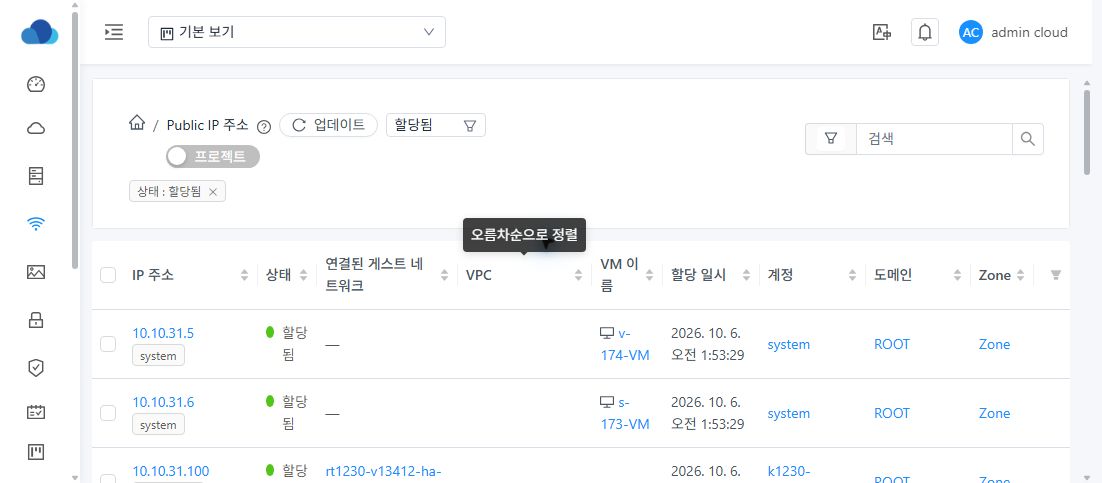 기본 보기
AC admin cloud
/ Public IP 주소 업데이트 할당됨
검색
프로젝트
상태 : 할당됨
오름차순으로 정렬
IP 주소 상태 연결된 게스트 네트워크 VPC VM 이름 할당 일시 계정 도메인 Zone
10.10.31.5 할당됨 — v-174-VM 2026. 10. 6. 오전 1:53:29 system ROOT Zone
system
10.10.31.6 할당됨 — s-173-VM 2026. 10. 6. 오전 1:53:29 system ROOT Zone
system
10.10.31.100 할당 rt1230-v13412-ha- 2026. 10. 6. k1230- ROOT Zone